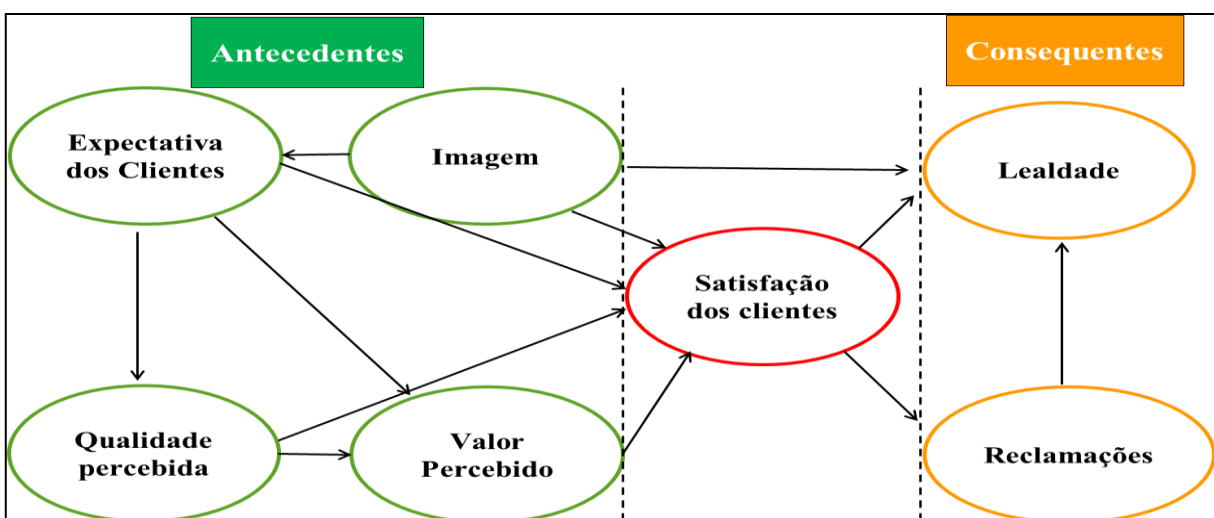 Antecedentes
Consequentes
Expectativa
dos Clientes
Imagem
Lealdade
Satisfação
dos clientes
Qualidade
percebida
Valor
Percebido
Reclamações